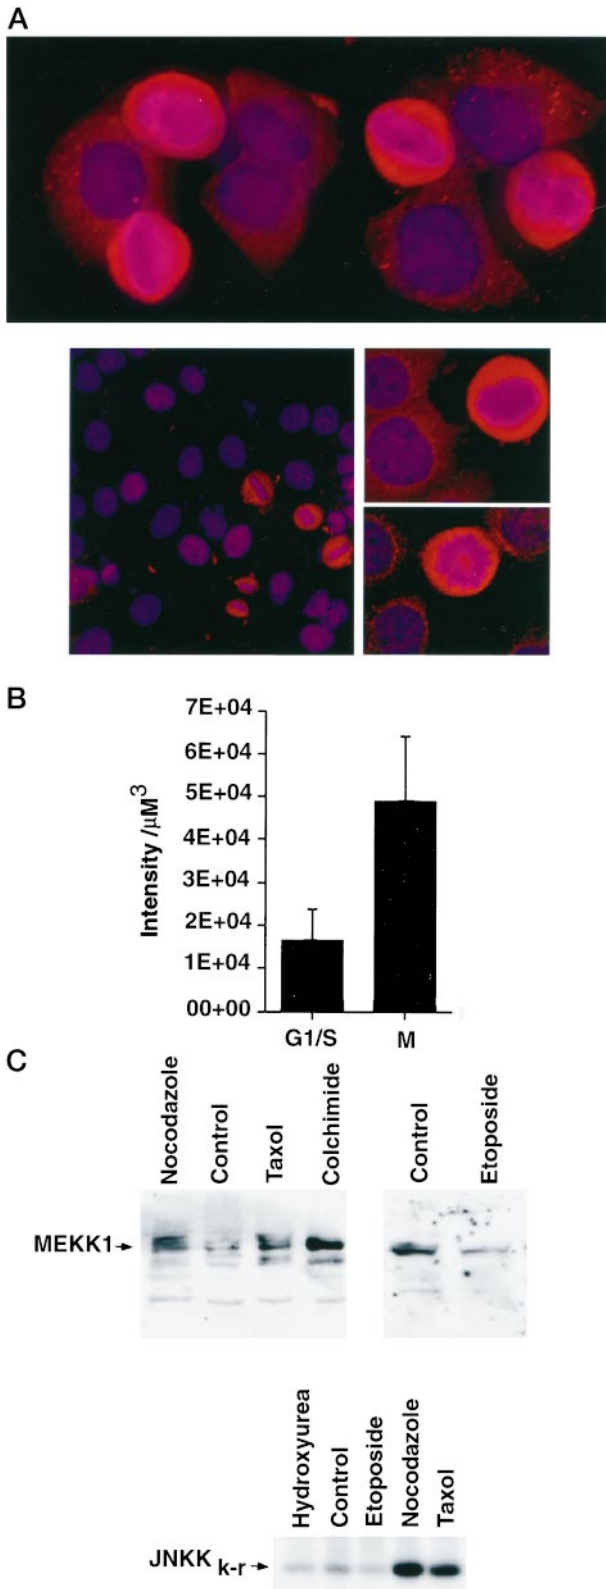 A
B
Intensity /μM3
7E+04
6E+04
5E+04
4E+04
3E+04
2E+04
1E+04
00+00
G1/S
M
C
Nocodazole
Control
Taxol
Colchimide
Control
Etoposide
MEKK1
Hydroxyurea
Control
Etoposide
Nocodazole
Taxol
JNKK k-r